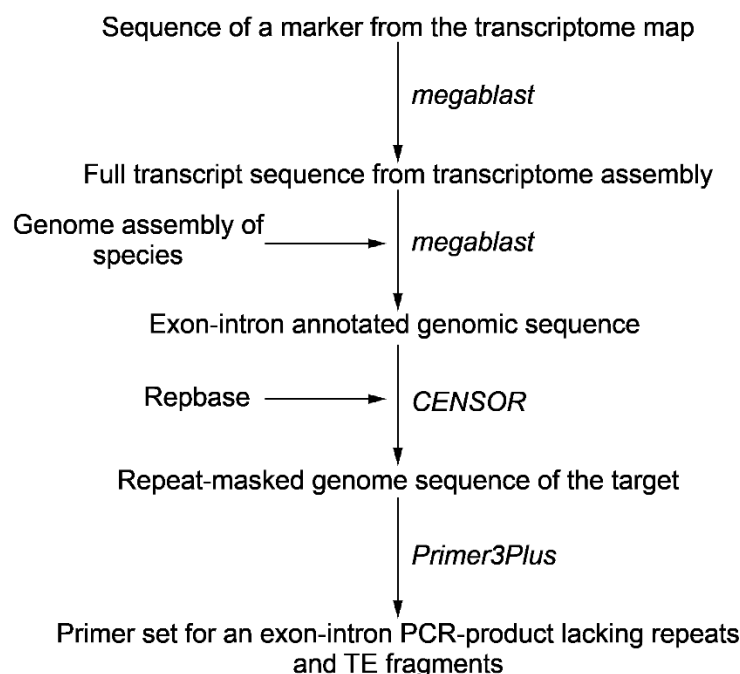 Sequence of a marker from the transcriptome map
megablast
Full transcript sequence from transcriptome assembly
Genome assembly of
species
megablast
Exon-intron annotated genomic sequence
Repbase
CENSOR
Repeat-masked genome sequence of the target
Primer3Plus
Primer set for an exon-intron PCR-product lacking repeats
and TE fragments